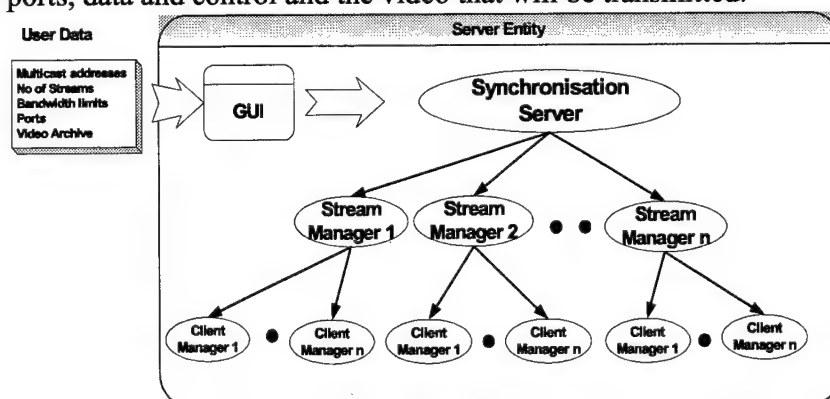 ports, data and control and the video that will be transmitted.
User Data
Server Entity
Multicast addresses
No of Streams
Bandwidth limits
Ports
Video Archive
GUI
Synchronisation
Server
Stream
Manager 1
Stream
Manager 2
Stream
Manager n
Client
Manager 1
Client
Manager n
Client
Manager 1
Client
Manager n
Client
Manager 1
Client
Manager n